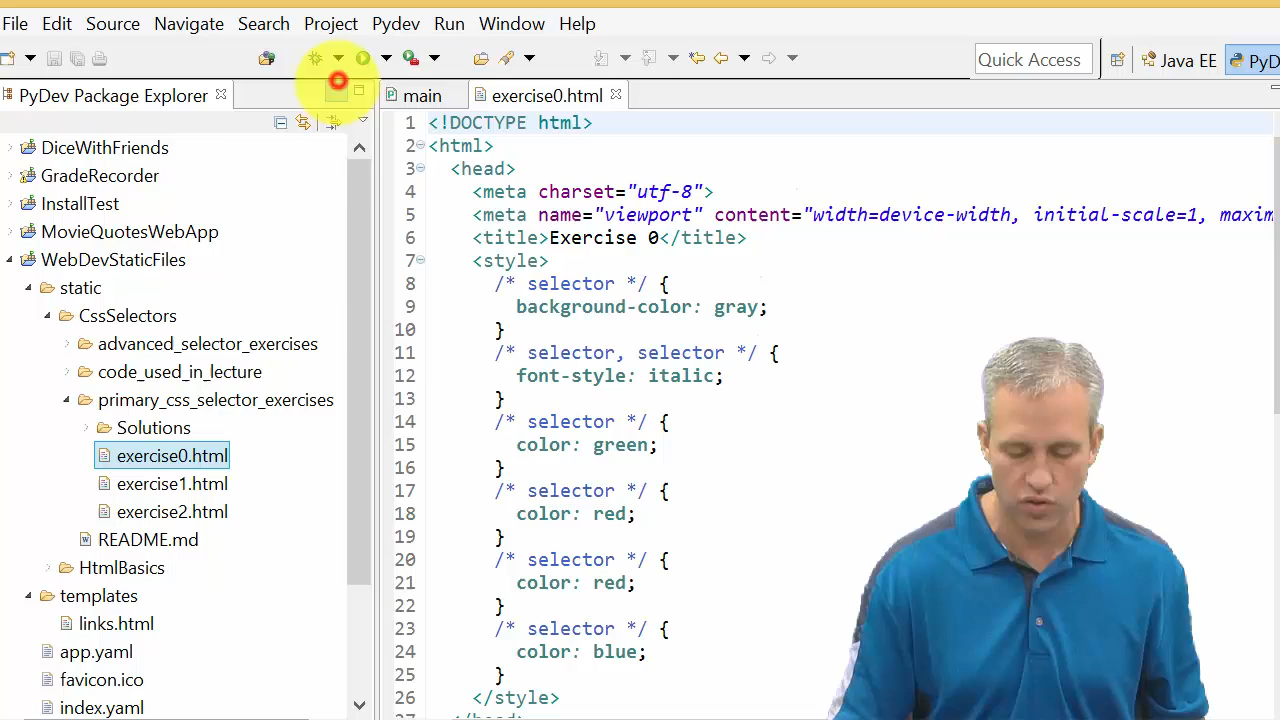 File Edit Source Navigate Search Project Pydev Run Window Help
Quick Access Java EE PyD
PyDev Package Explorer main exercise0.html
DiceWithFriends
GradeRecorder
InstallTest
MovieQuotesWebApp
WebDevStaticFiles
static
CssSelectors
advanced_selector_exercises
code_used_in_lecture
primary_css_selector_exercises
Solutions
exercise0.html
exercise1.html
exercise2.html
README.md
HtmlBasics
templates
links.html
app.yaml
favicon.ico
index.yaml
1 <!DOCTYPE html>
2 <html>
3 <head>
4 <meta charset="utf-8">
5 <meta name="viewport" content="width=device-width, initial-scale=1, maxim
6 <title>Exercise 0</title>
7 <style>
8 /* selector */ {
9 background-color: gray;
10 }
11 /* selector, selector */ {
12 font-style: italic;
13 }
14 /* selector */ {
15 color: green;
16 }
17 /* selector */ {
18 color: red;
19 }
20 /* selector */ {
21 color: red;
22 }
23 /* selector */ {
24 color: blue;
25 }
26 </style>